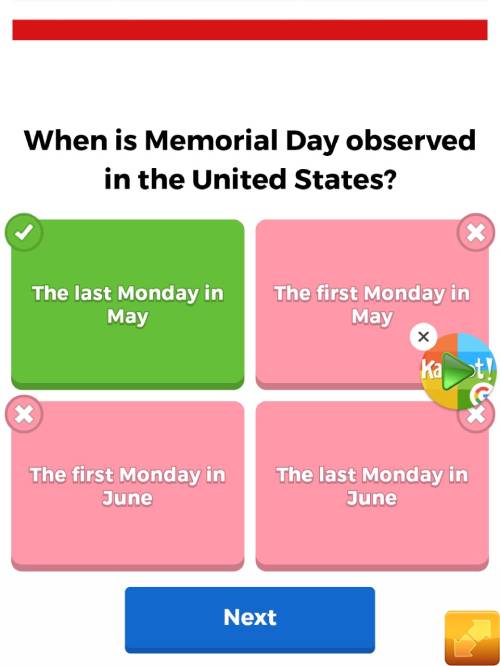 When is Memorial Day observed
in the United States?
The last Monday in
May
The first Monday in
May
The first Monday in
June
The last Monday in
June
Next